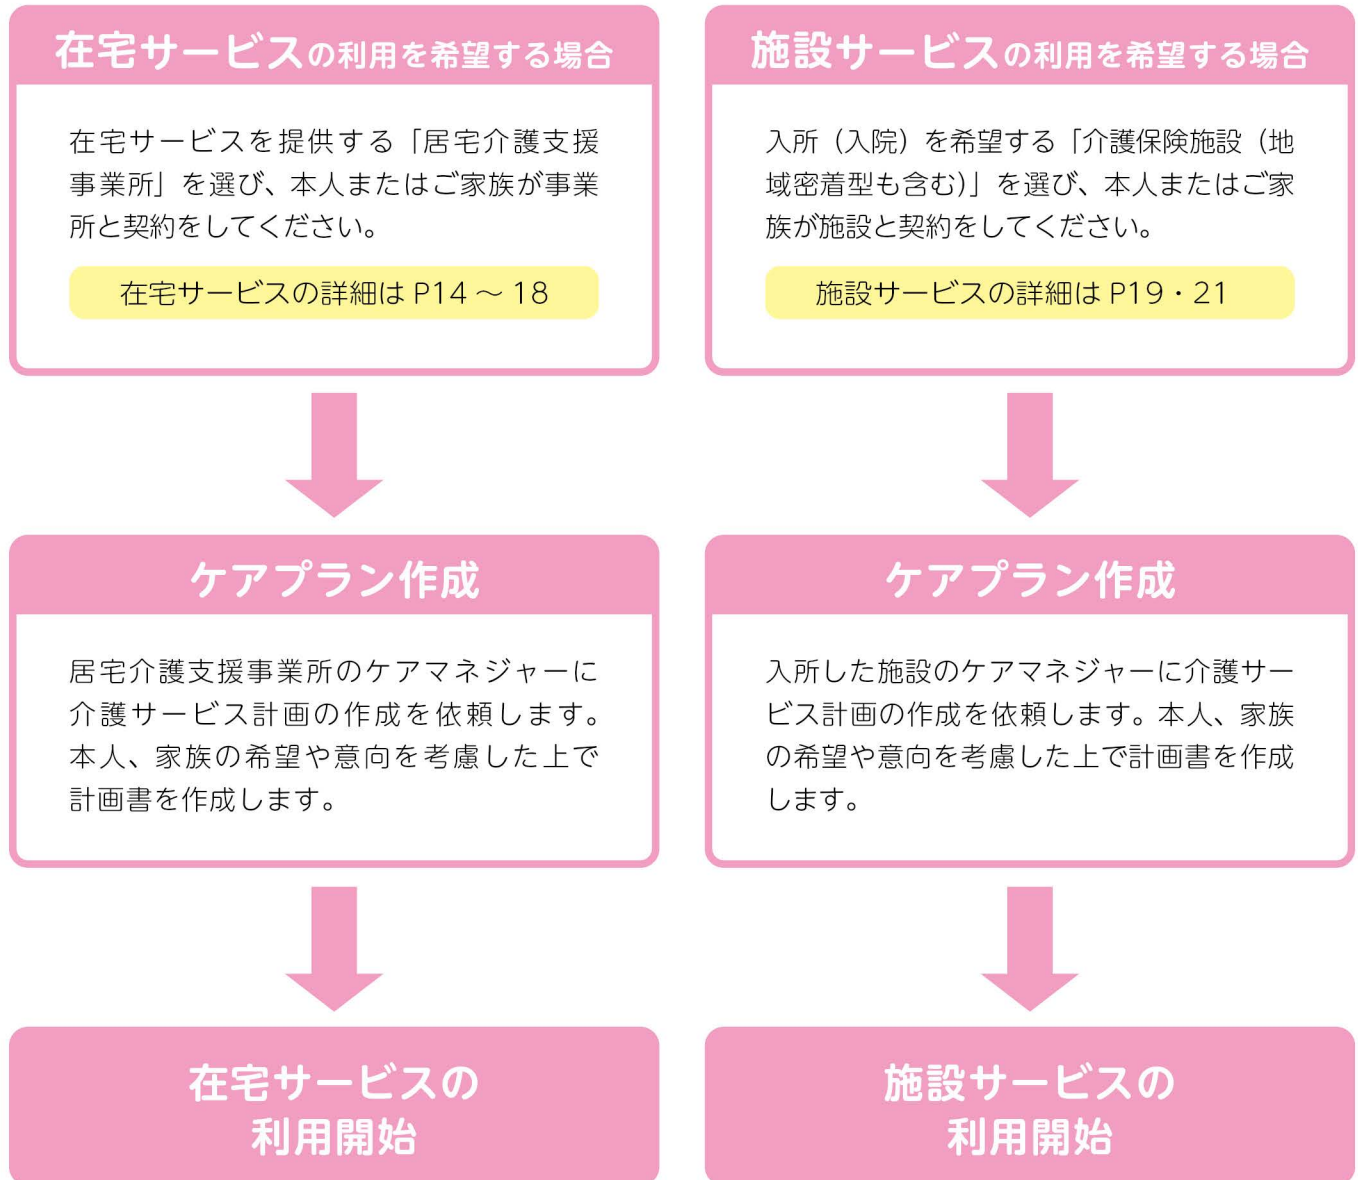 在宅サービスの利用を希望する場合
在宅サービスを提供する「居宅介護支援
事業所」を選び、本人またはご家族が事業
所と契約をしてください。
在宅サービスの詳細は P14 ～ 18
ケアプラン作成
居宅介護支援事業所のケアマネジャーに
介護サービス計画の作成を依頼します。
本人、家族の希望や意向を考慮した上で
計画書を作成します。
在宅サービスの
利用開始
施設サービスの利用を希望する場合
入所（入院）を希望する「介護保険施設（地
域密着型も含む）」を選び、本人またはご家
族が施設と契約をしてください。
施設サービスの詳細は P19・21
ケアプラン作成
入所した施設のケアマネジャーに介護サー
ビス計画の作成を依頼します。本人、家族
の希望や意向を考慮した上で計画書を作成
します。
施設サービスの
利用開始